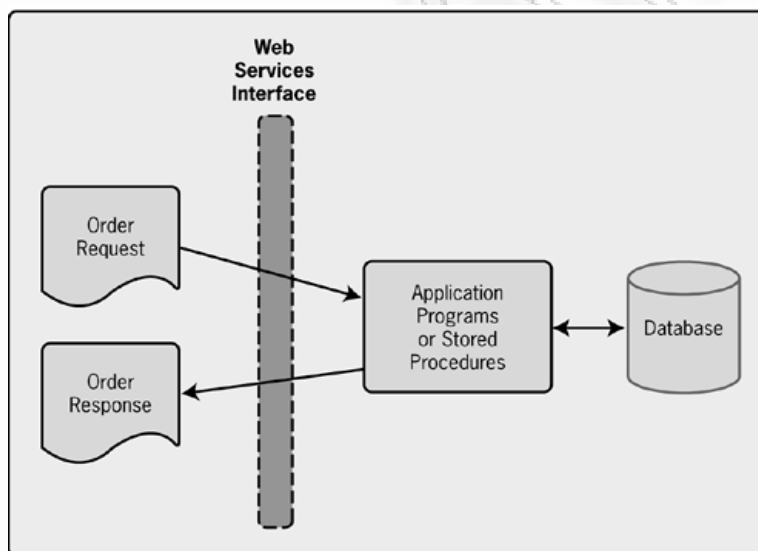 Web
Services
Interface
Order
Request
Application
Programs
or Stored
Procedures
Database
Order
Response